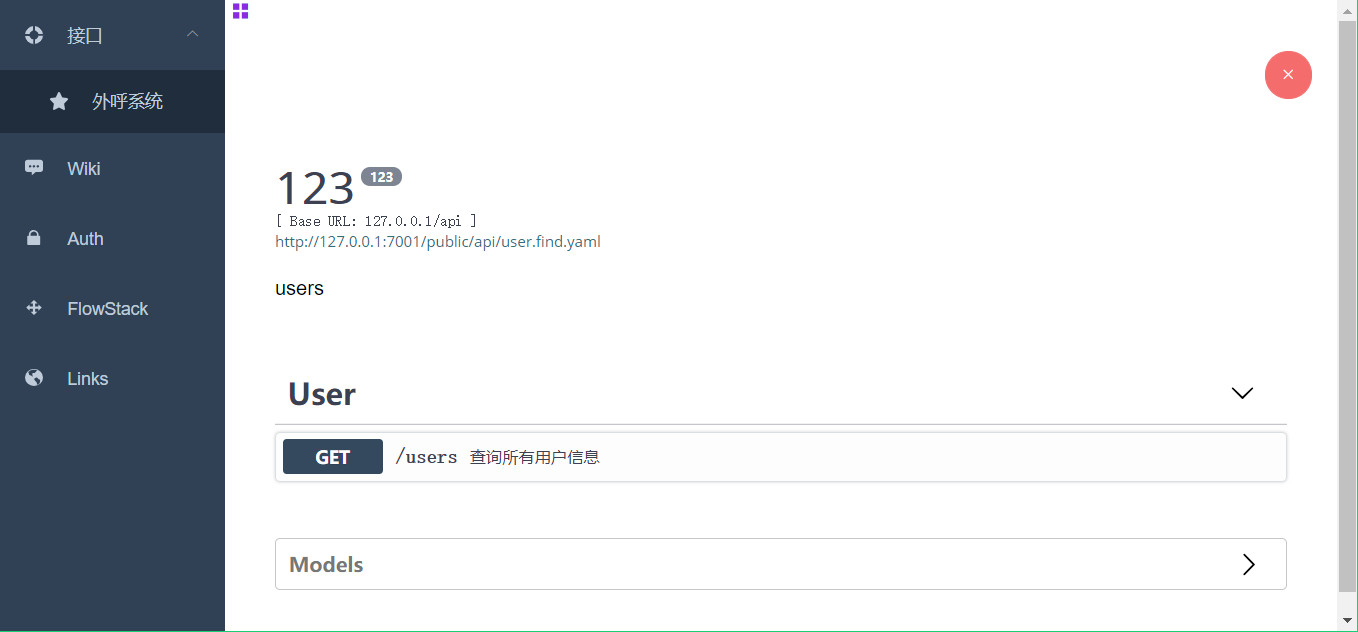 接口
外呼系统
Wiki
Auth
FlowStack
Links
123 123
[ Base URL: 127.0.0.1/api ]
http://127.0.0.1:7001/public/api/user.find.yaml
users
User
GET /users 查询所有用户信息
Models